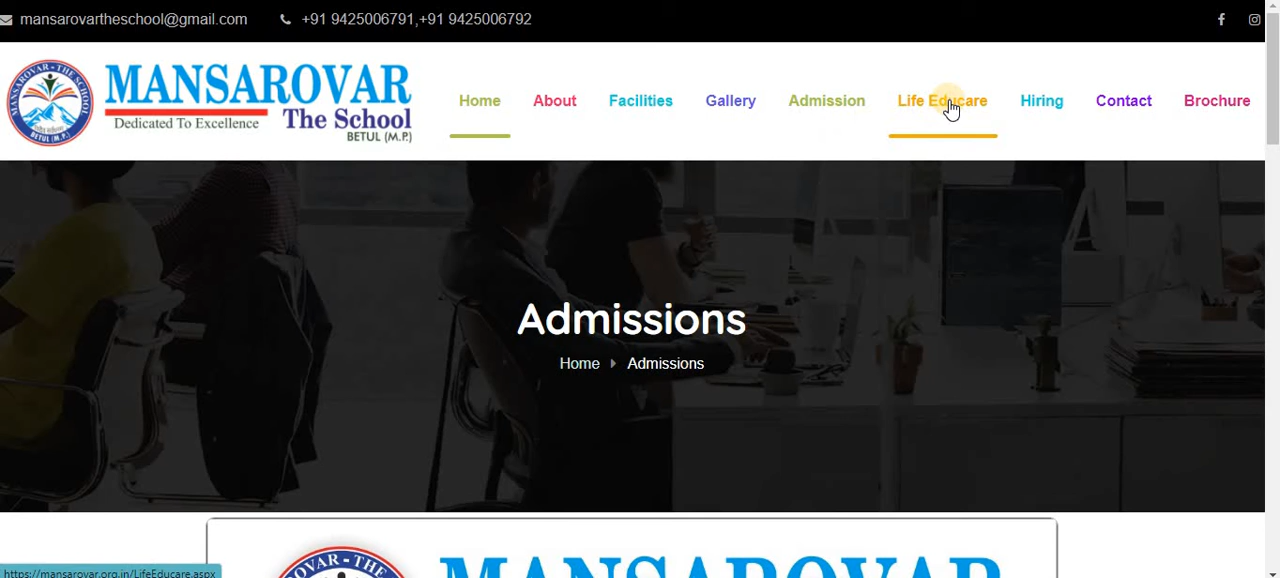 mansarovartheschool@gmail.com +91 9425006791,+91 9425006792
MANSAROVAR
Dedicated To Excellence The School
BETUL (M.P.)
Home About Facilities Gallery Admission Life Educare Hiring Contact Brochure
Admissions
Home Admissions
MANSAROVAR
https://mansarovar.org.in/LifeEducare.aspx